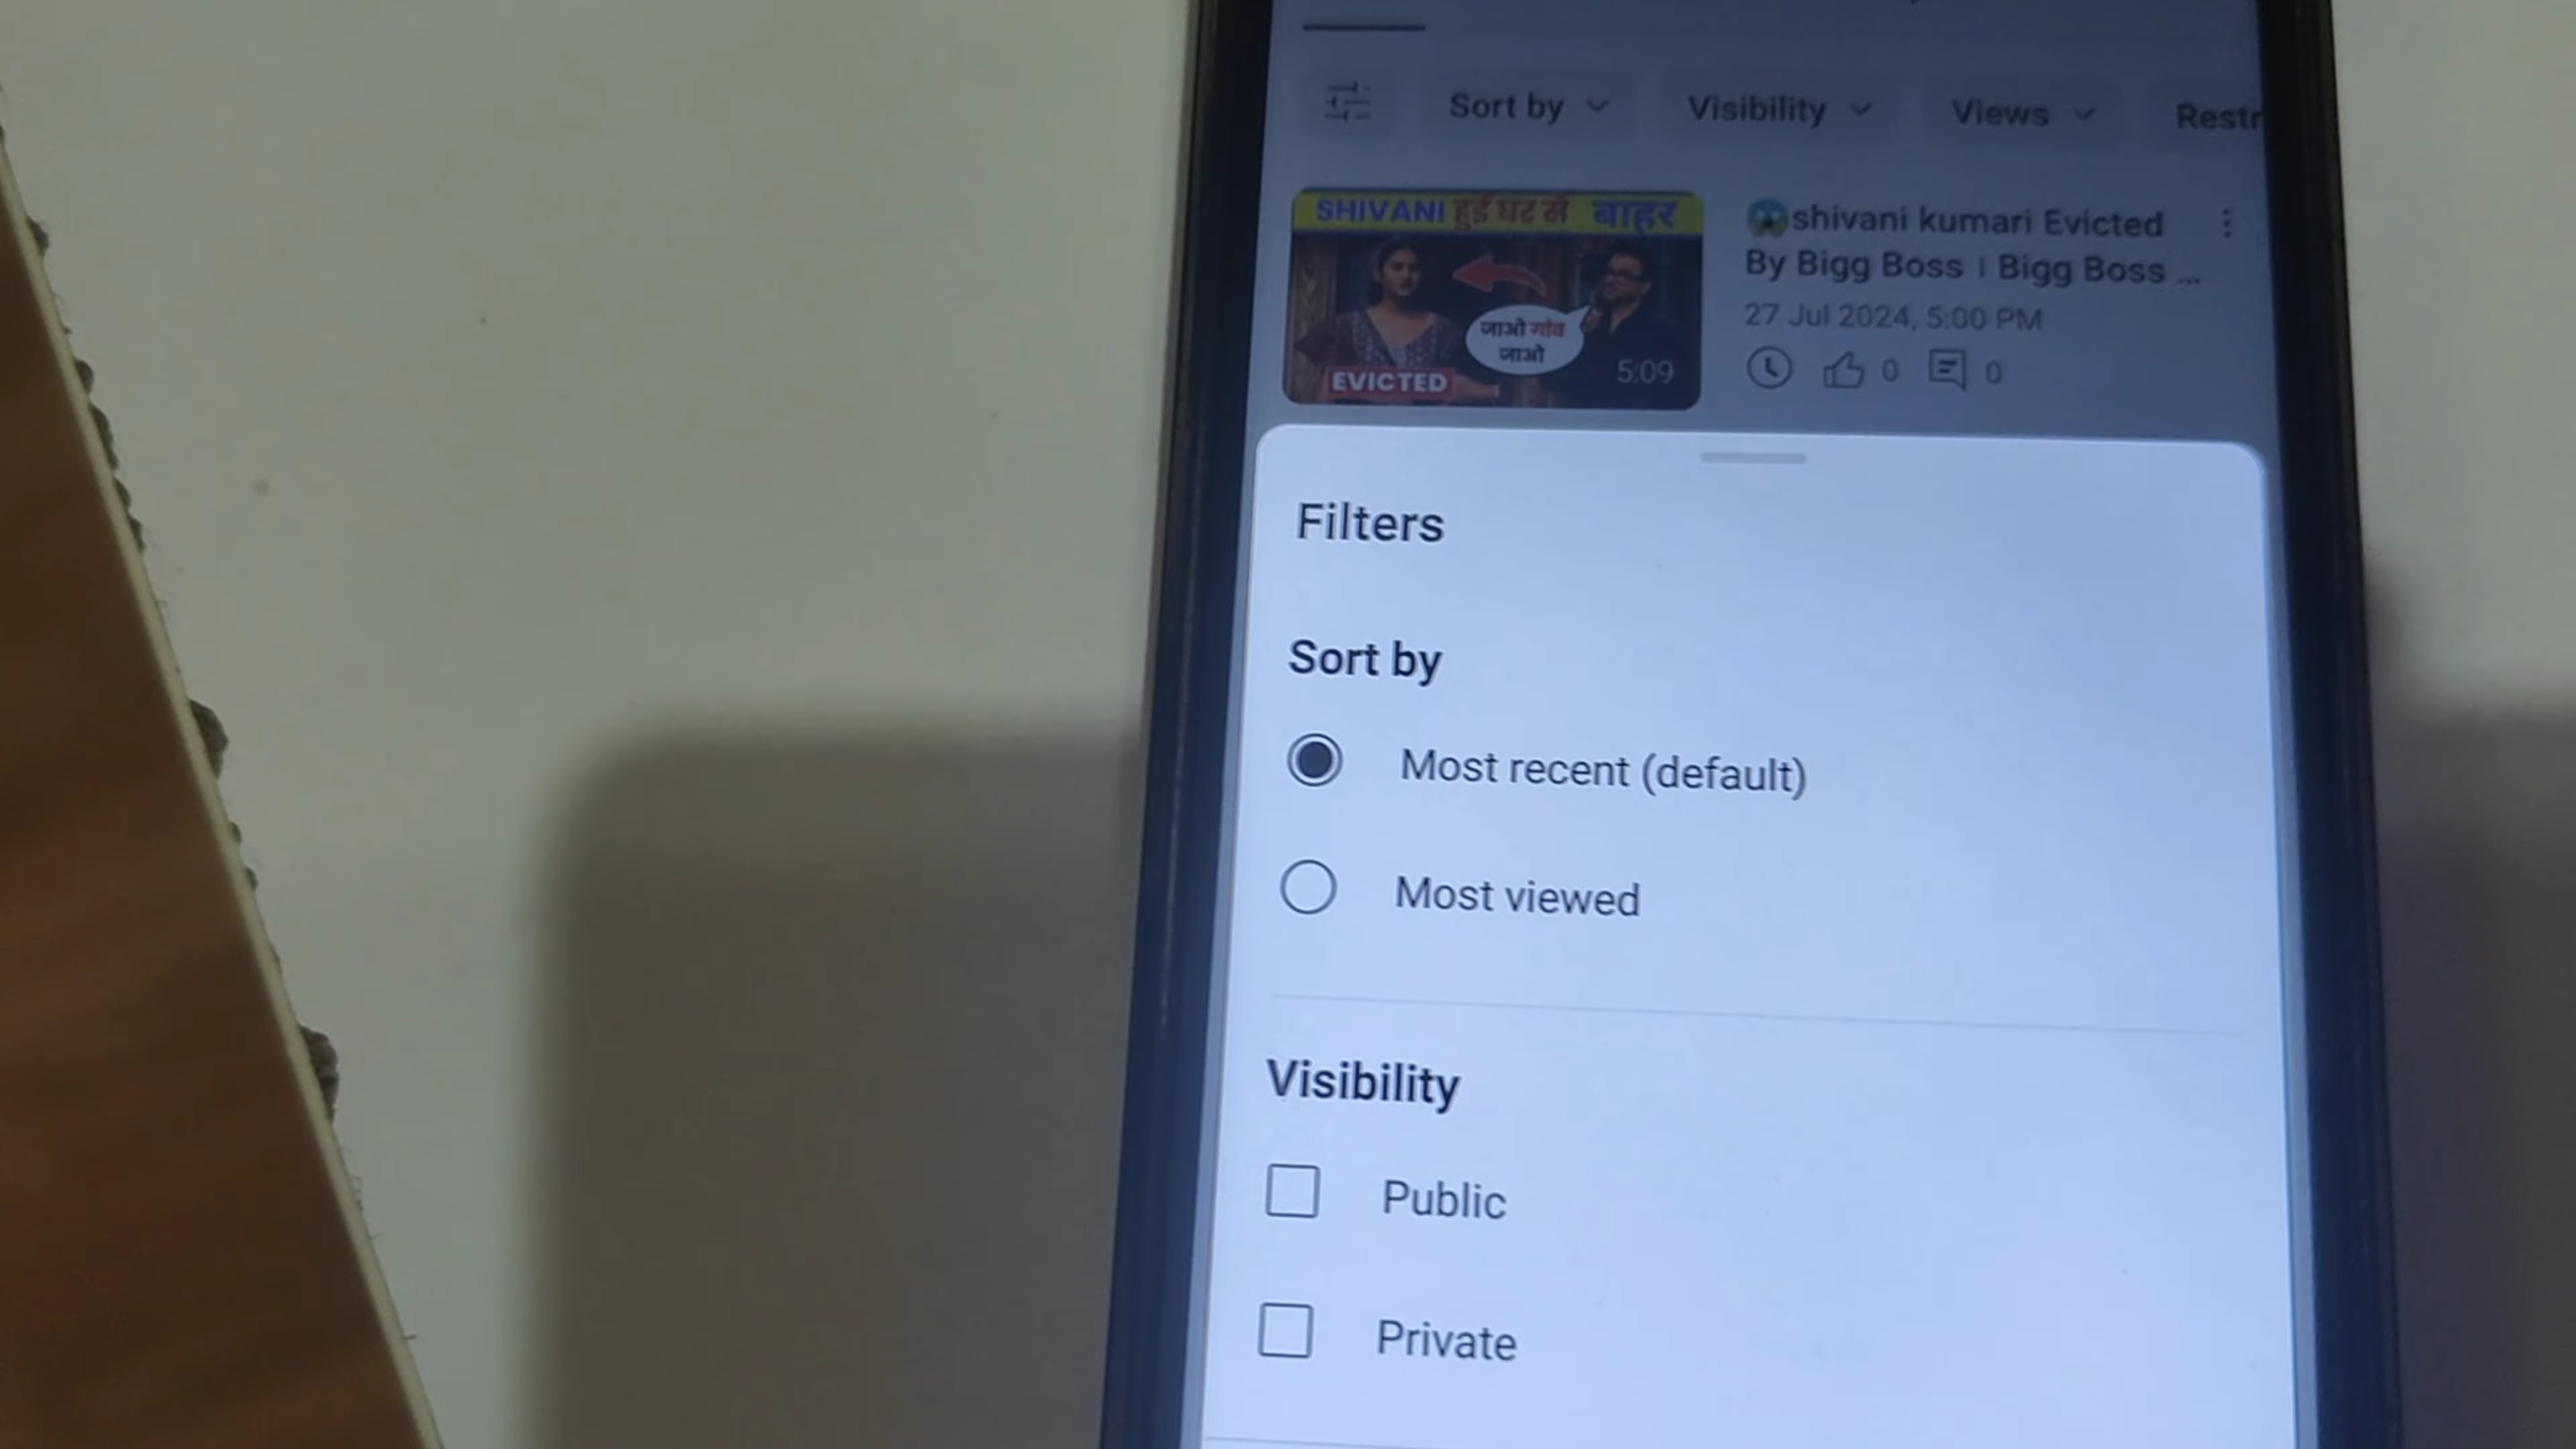 Sort by
Visibility
Views
Restr
SHIVANI हुई घर से बाहर
जाओ गांव
जाओ
EVICTED
5:09
😱shivani kumari Evicted
By Bigg Boss । Bigg Boss ...
27 Jul 2024, 5:00 PM
0
0
Filters
Sort by
Most recent (default)
Most viewed
Visibility
Public
Private